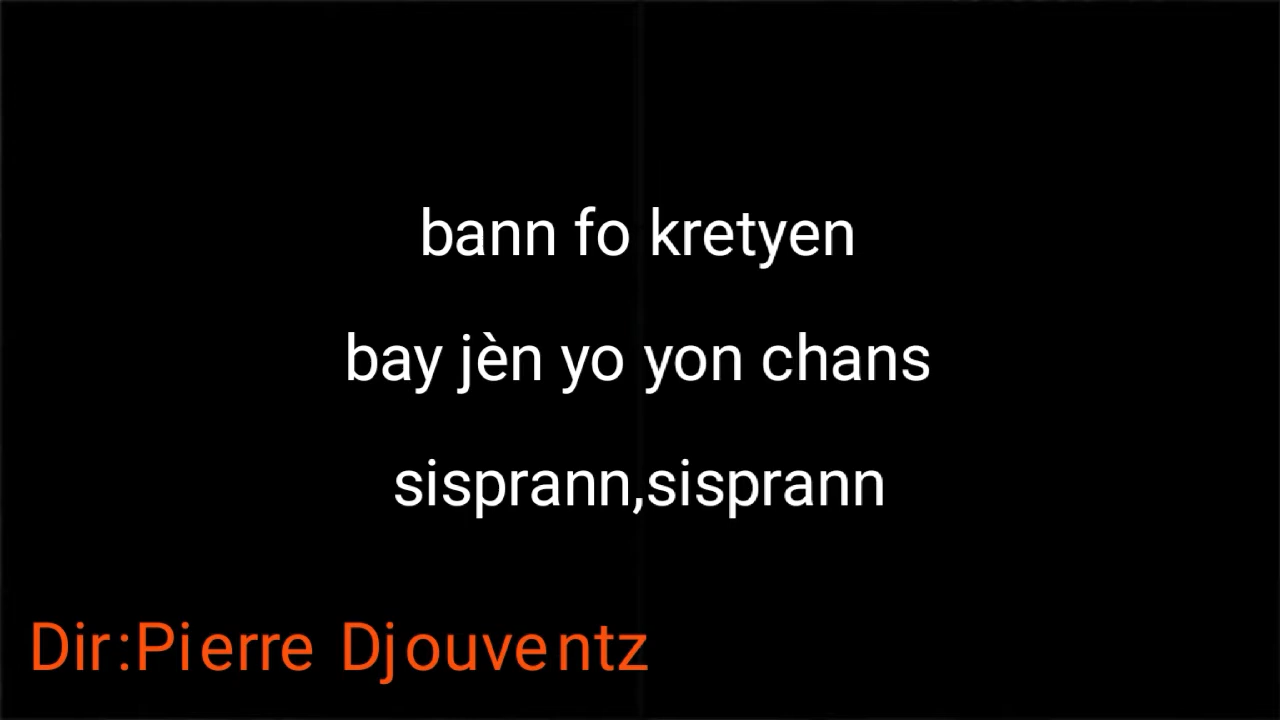 bann fo kretyen
bay jèn yo yon chans
sisprann,sisprann
Dir:Pierre Djouventz